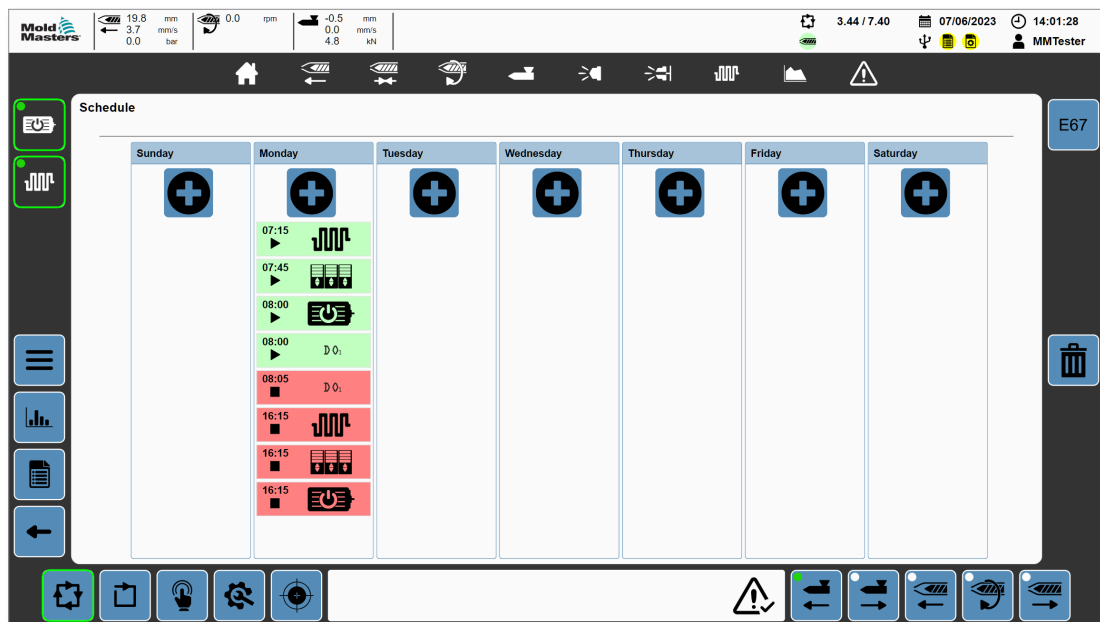 Mold
Masters
19.8 mm
3.7 mm/s
0.0 bar
0.0 rpm
-0.5 mm
0.0 mm/s
4.8 kN
3.44 / 7.40
07/06/2023
14:01:28
MMTester
Schedule
E67
Sunday Monday Tuesday Wednesday Thursday Friday Saturday
07:15
07:45
08:00
08:00 DO1
08:05 DO1
16:15
16:15
16:15